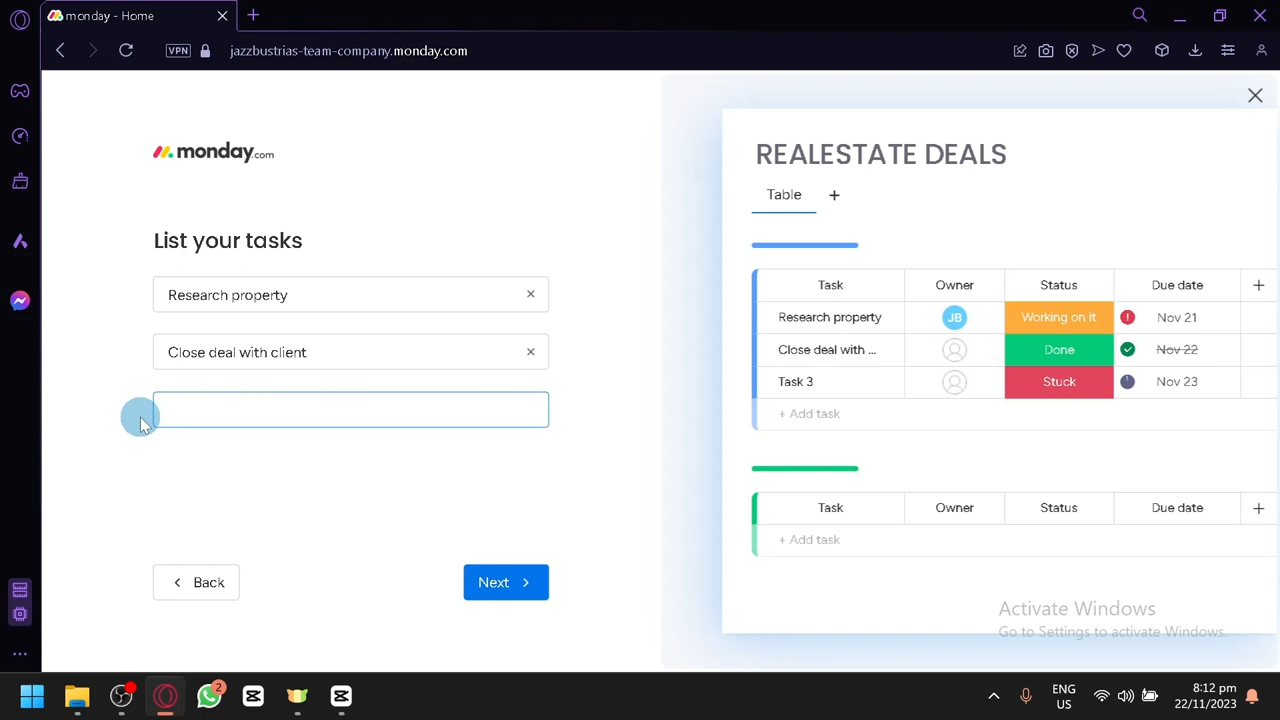 monday - Home
VPN
jazzbustrias-team-company.monday.com
monday.com
List your tasks
Research property
Close deal with client
Back
Next
REALESTATE DEALS
Table
Task Owner Status Due date
Research property JB Working on it Nov 21
Close deal with ... Done Nov 22
Task 3 Stuck Nov 23
+ Add task
Task Owner Status Due date
+ Add task
Activate Windows
Go to Settings to activate Windows.
2
ENG
US
8:12 pm
22/11/2023